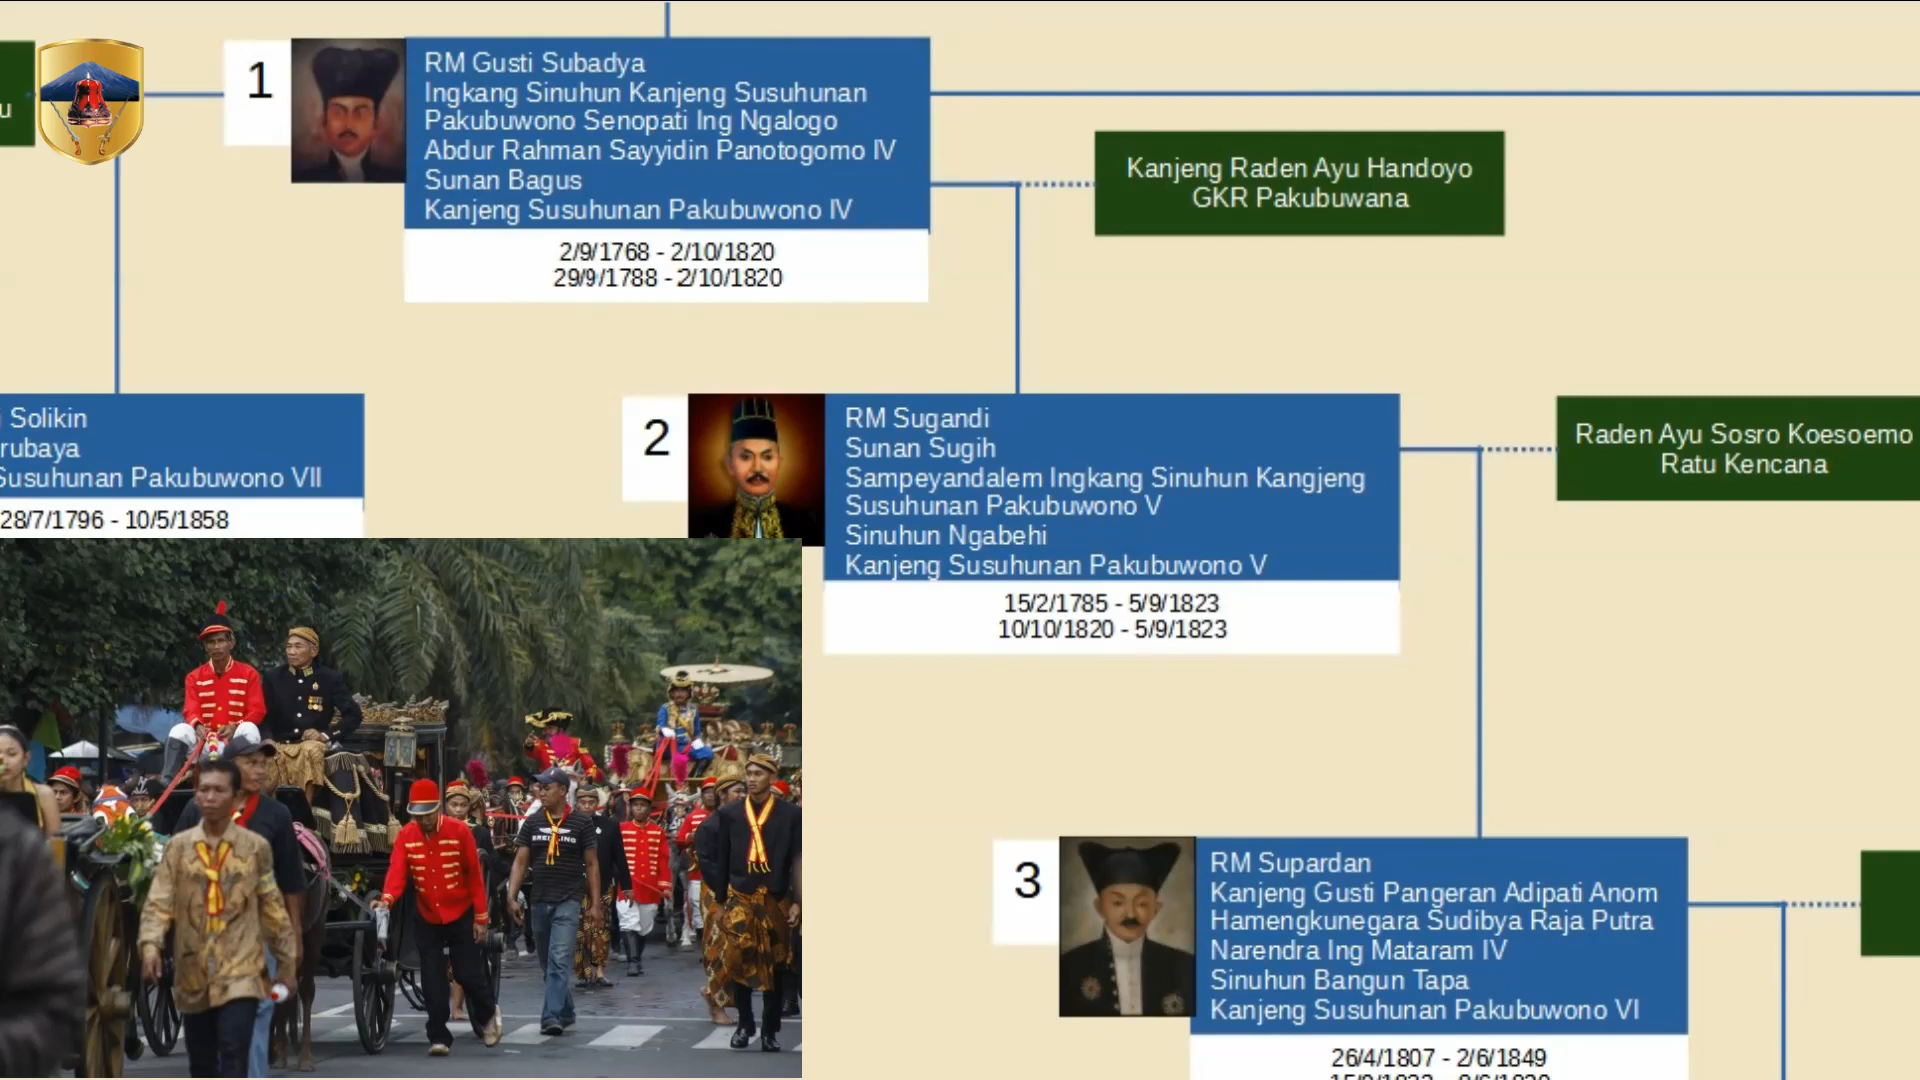 u
1
RM Gusti Subadya
Ingkang Sinuhun Kanjeng Susuhunan
Pakubuwono Senopati Ing Ngalogo
Abdur Rahman Sayyidin Panotogomo IV
Sunan Bagus
Kanjeng Susuhunan Pakubuwono IV
2/9/1768 - 2/10/1820
29/9/1788 - 2/10/1820
Kanjeng Raden Ayu Handoyo
GKR Pakubuwana
Solikin
rubaya
Susuhunan Pakubuwono VII
28/7/1796 - 10/5/1858
2
RM Sugandi
Sunan Sugih
Sampeyandalem Ingkang Sinuhun Kangjeng
Susuhunan Pakubuwono V
Sinuhun Ngabehi
Kanjeng Susuhunan Pakubuwono V
15/2/1785 - 5/9/1823
10/10/1820 - 5/9/1823
Raden Ayu Sosro Koesoemo
Ratu Kencana
BREITLING
3
RM Supardan
Kanjeng Gusti Pangeran Adipati Anom
Hamengkunegara Sudibya Raja Putra
Narendra Ing Mataram IV
Sinuhun Bangun Tapa
Kanjeng Susuhunan Pakubuwono VI
26/4/1807 - 2/6/1849